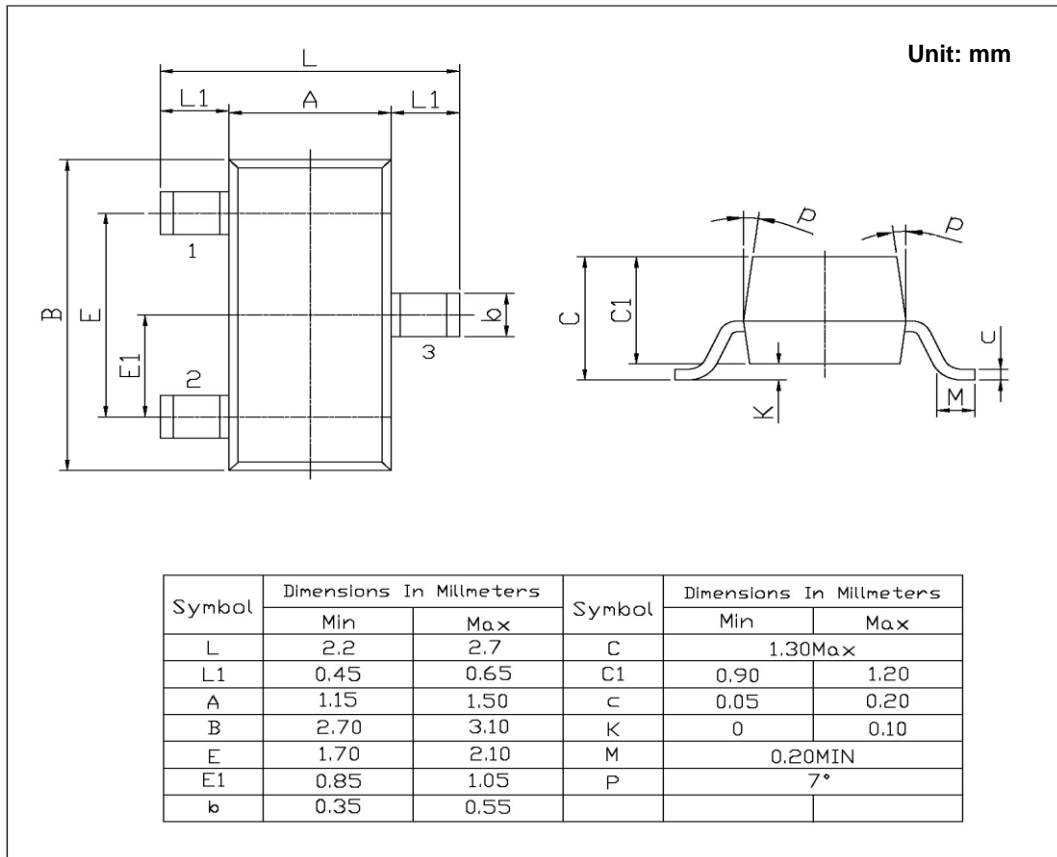 Unit: mm
L
L1 A L1
1
B
E
E1
2
3
b
P
P
C
C1
K
M
c
Symbol Dimensions In Millmeters Symbol Dimensions In Millmeters
Min Max Min Max
L 2.2 2.7 C 1.30Max
L1 0.45 0.65 C1 0.90 1.20
A 1.15 1.50 c 0.05 0.20
B 2.70 3.10 K 0 0.10
E 1.70 2.10 M 0.20MIN
E1 0.85 1.05 P 7°
b 0.35 0.55